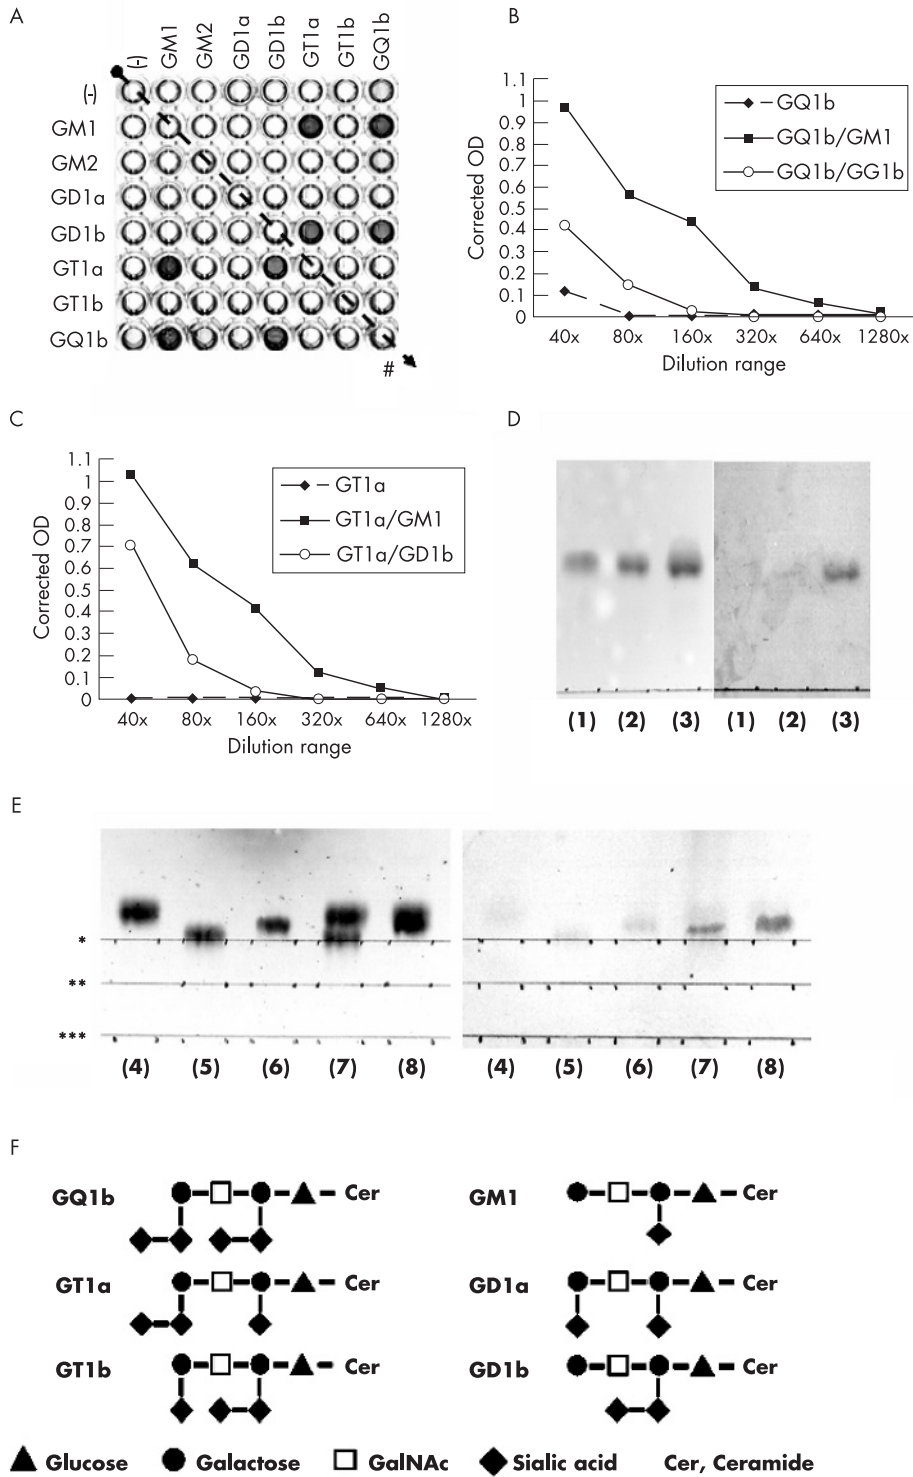 A
(-)
GM1
GM2
GD1a
GD1b
GT1a
GT1b
GQ1b
(-)
GM1
GM2
GD1a
GD1b
GT1a
GT1b
GQ1b
#
B
Corrected OD
1.1
1
0.9
0.8
0.7
0.6
0.5
0.4
0.3
0.2
0.1
0
40x 80x 160x 320x 640x 1280x
Dilution range
GQ1b
GQ1b/GM1
GQ1b/GG1b
C
Corrected OD
1.1
1
0.9
0.8
0.7
0.6
0.5
0.4
0.3
0.2
0.1
0
40x 80x 160x 320x 640x 1280x
Dilution range
GT1a
GT1a/GM1
GT1a/GD1b
D
(1) (2) (3) (1) (2) (3)
E
*
**
***
(4) (5) (6) (7) (8) (4) (5) (6) (7) (8)
F
GQ1b Cer GM1 Cer
GT1a Cer GD1a Cer
GT1b Cer GD1b Cer
Glucose Galactose GalNAc Sialic acid Cer, Ceramide